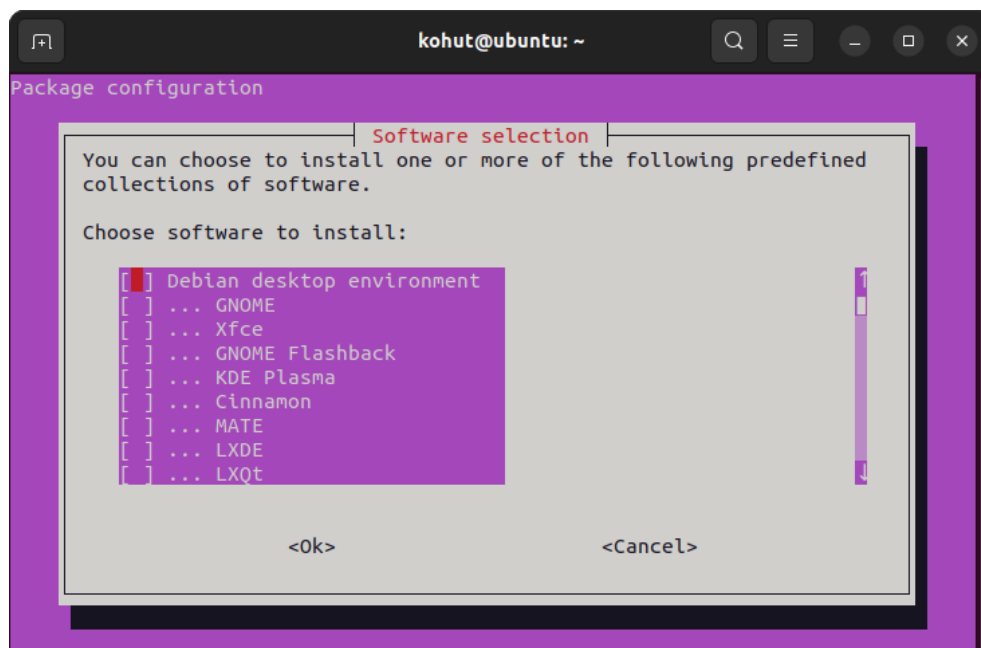 kohut@ubuntu: ~
Package configuration
Software selection
You can choose to install one or more of the following predefined
collections of software.
Choose software to install:
[ ] Debian desktop environment
[ ] ... GNOME
[ ] ... Xfce
[ ] ... GNOME Flashback
[ ] ... KDE Plasma
[ ] ... Cinnamon
[ ] ... MATE
[ ] ... LXDE
[ ] ... LXQt
<Ok> <Cancel>